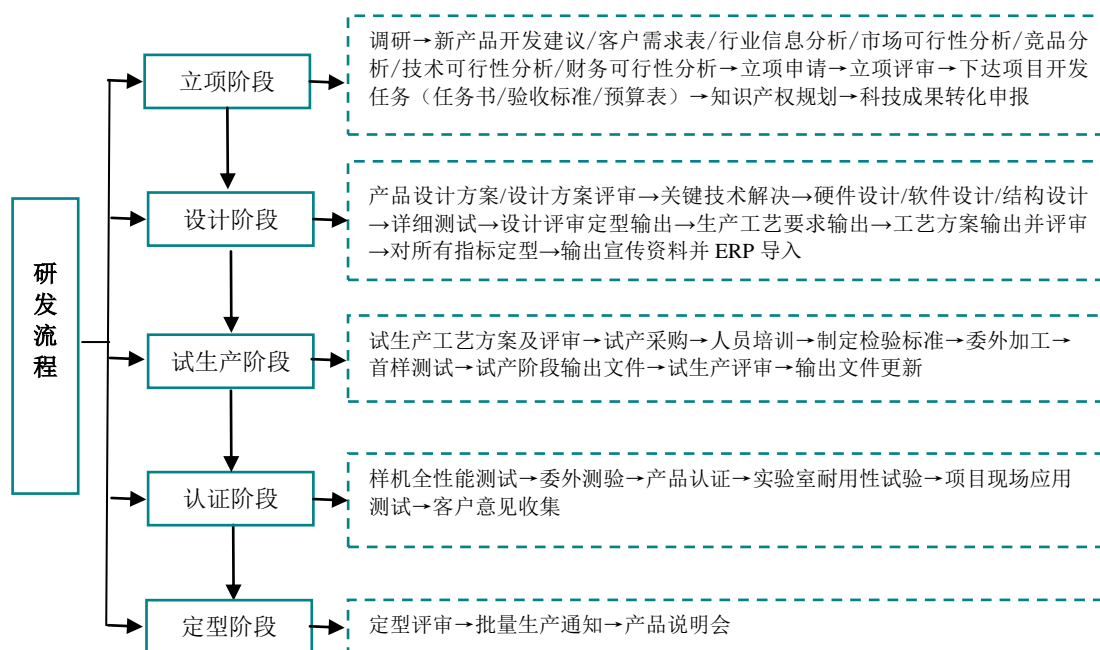 研发流程
立项阶段
调研→新产品开发建议/客户需求表/行业信息分析/市场可行性分析/竞品分
析/技术可行性分析/财务可行性分析→立项申请→立项评审→下达项目开发
任务（任务书/验收标准/预算表）→知识产权规划→科技成果转化申报
设计阶段
产品设计方案/设计方案评审→关键技术解决→硬件设计/软件设计/结构设计
→详细测试→设计评审定型输出→生产工艺要求输出→工艺方案输出并评审
→对所有指标定型→输出宣传资料并 ERP 导入
试生产阶段
试生产工艺方案及评审→试产采购→人员培训→制定检验标准→委外加工→
首样测试→试产阶段输出文件→试生产评审→输出文件更新
认证阶段
样机全性能测试→委外测验→产品认证→实验室耐用性试验→项目现场应用
测试→客户意见收集
定型阶段
定型评审→批量生产通知→产品说明会